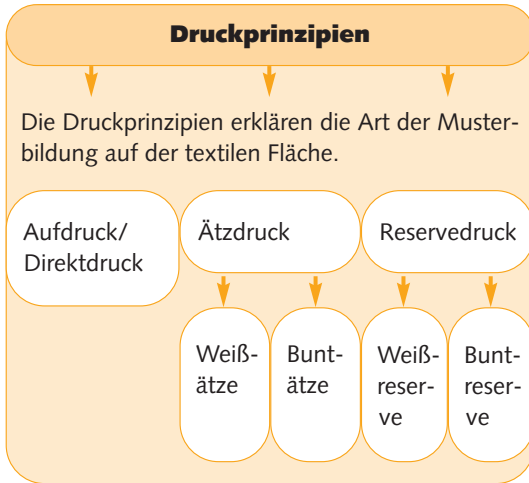 Druckprinzipien
Die Druckprinzipien erklären die Art der Muster-
bildung auf der textilen Fläche.
Aufdruck/
Direktdruck
Ätzdruck
Reservedruck
Weiß-
ätze
Bunt-
ätze
Weiß-
reser-
ve
Bunt-
reser-
ve